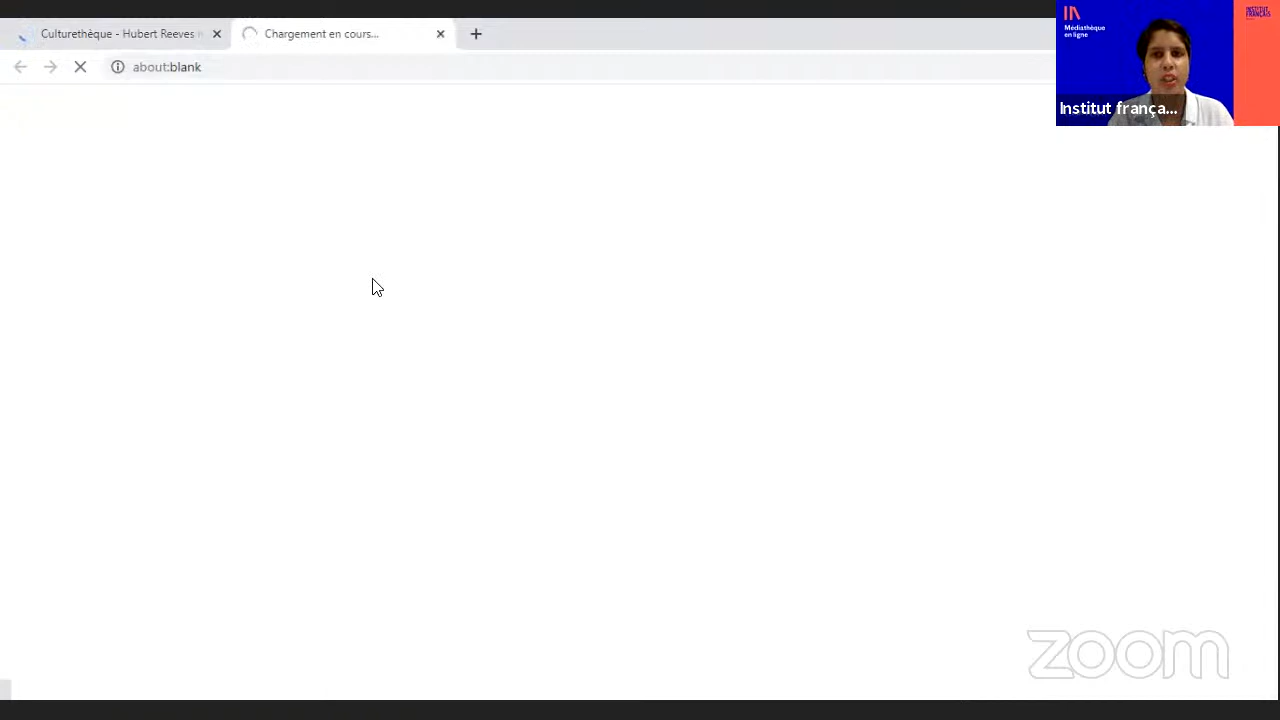 Culturethèque - Hubert Reeves
Chargement en cours...
about:blank
Médiathèque
en ligne
INSTITUT
FRANÇAIS
Institut frança...
zoom